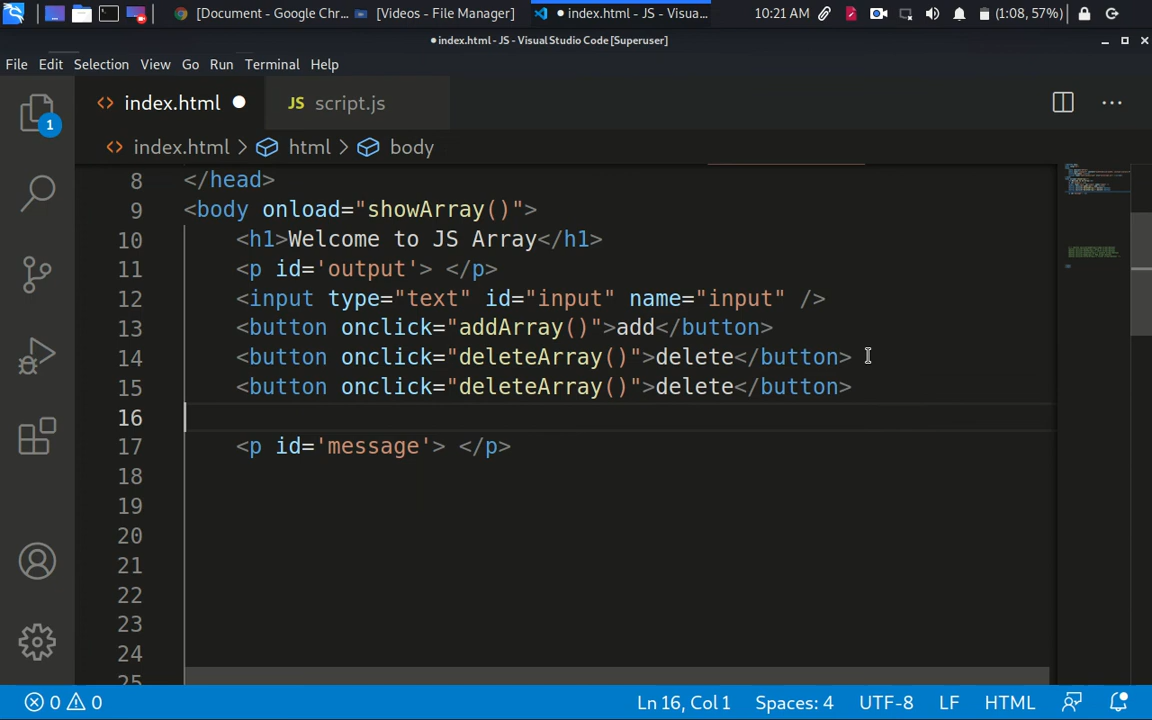 [Document - Google Chr... [Videos - File Manager] index.html - JS - Visua... 10:21 AM (1:08, 57%)
index.html - JS - Visual Studio Code [Superuser]
File Edit Selection View Go Run Terminal Help
1 <> index.html JS script.js ...
<> index.html > html > body
8 </head>
9 <body onload="showArray()">
10 <h1>Welcome to JS Array</h1>
11 <p id='output'> </p>
12 <input type="text" id="input" name="input" />
13 <button onclick="addArray()">add</button>
14 <button onclick="deleteArray()">delete</button>
15 <button onclick="deleteArray()">delete</button>
16
17 <p id='message'> </p>
18
19
20
21
22
23
24
25
0 0 Ln 16, Col 1 Spaces: 4 UTF-8 LF HTML